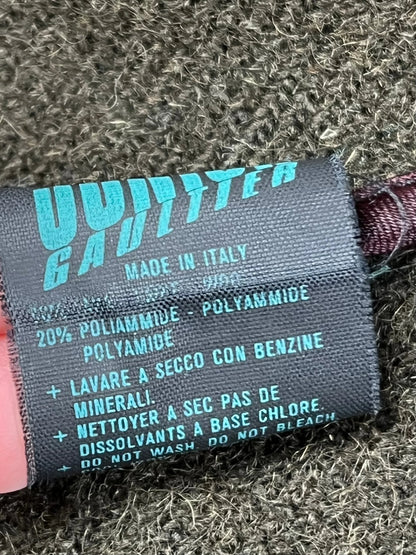 GAULTIER
MADE IN ITALY
20% POLIAMMIDE - POLYAMMIDE
POLYAMIDE
+ LAVARE A SECCO CON BENZINE
MINERALI.
+ NETTOYER A SEC PAS DE
DISSOLVANTS A BASE CHLORE.
+ DO NOT WASH. DO NOT BLEACH